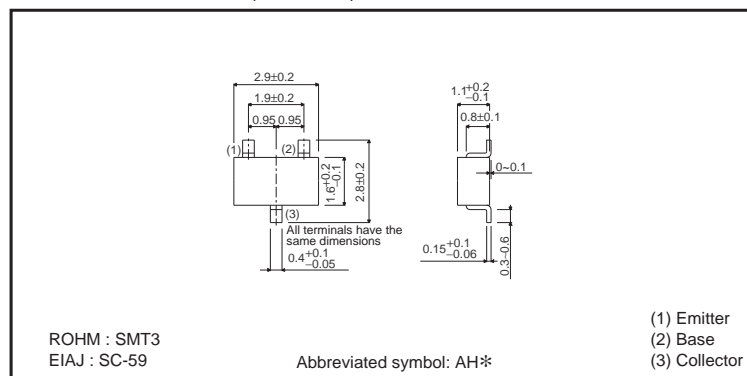 2.9±0.2
1.9±0.2
0.95 0.95
(1)
(2)
1.6+0.2
−0.1
2.8±0.2
(3)
All terminals have the
same dimensions
0.4+0.1
−0.05
1.1+0.2
−0.1
0.8±0.1
0~0.1
0.15+0.1
−0.06
0.3~0.6
ROHM : SMT3
EIAJ : SC-59
Abbreviated symbol: AH*
(1) Emitter
(2) Base
(3) Collector